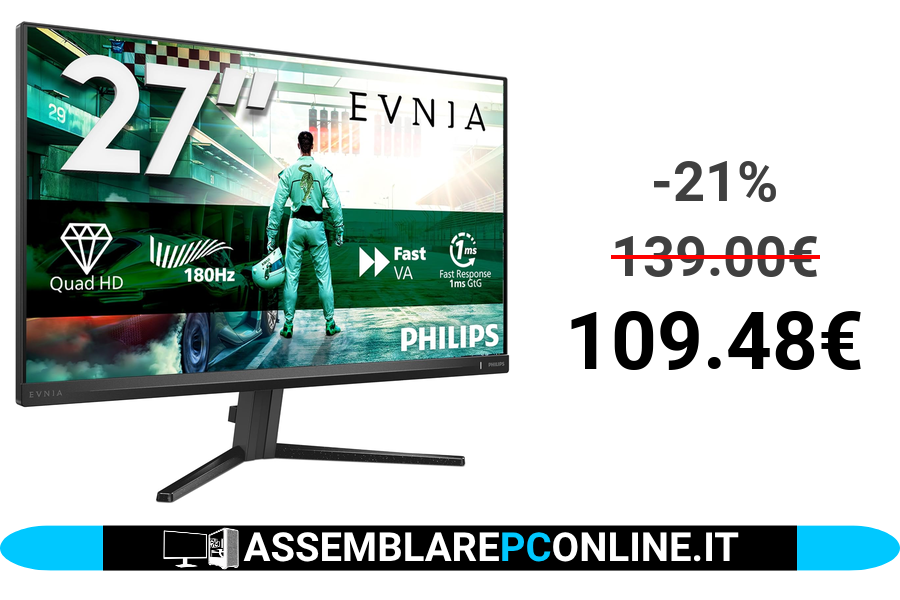 27"
EVNIA
29
Quad HD
180Hz
Fast
VA
1ms
Fast Response
1ms GtG
PHILIPS
EVNIA
PHILIPS
-21%
139.00€
109.48€
ASSEMBLAREPCONLINE.IT